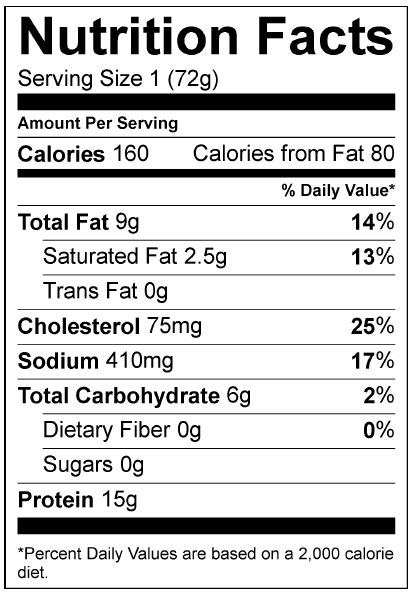 Nutrition Facts
Serving Size 1 (72g)
Amount Per Serving
Calories 160 Calories from Fat 80
% Daily Value*
Total Fat 9g 14%
Saturated Fat 2.5g 13%
Trans Fat 0g
Cholesterol 75mg 25%
Sodium 410mg 17%
Total Carbohydrate 6g 2%
Dietary Fiber 0g 0%
Sugars 0g
Protein 15g
*Percent Daily Values are based on a 2,000 calorie
diet.